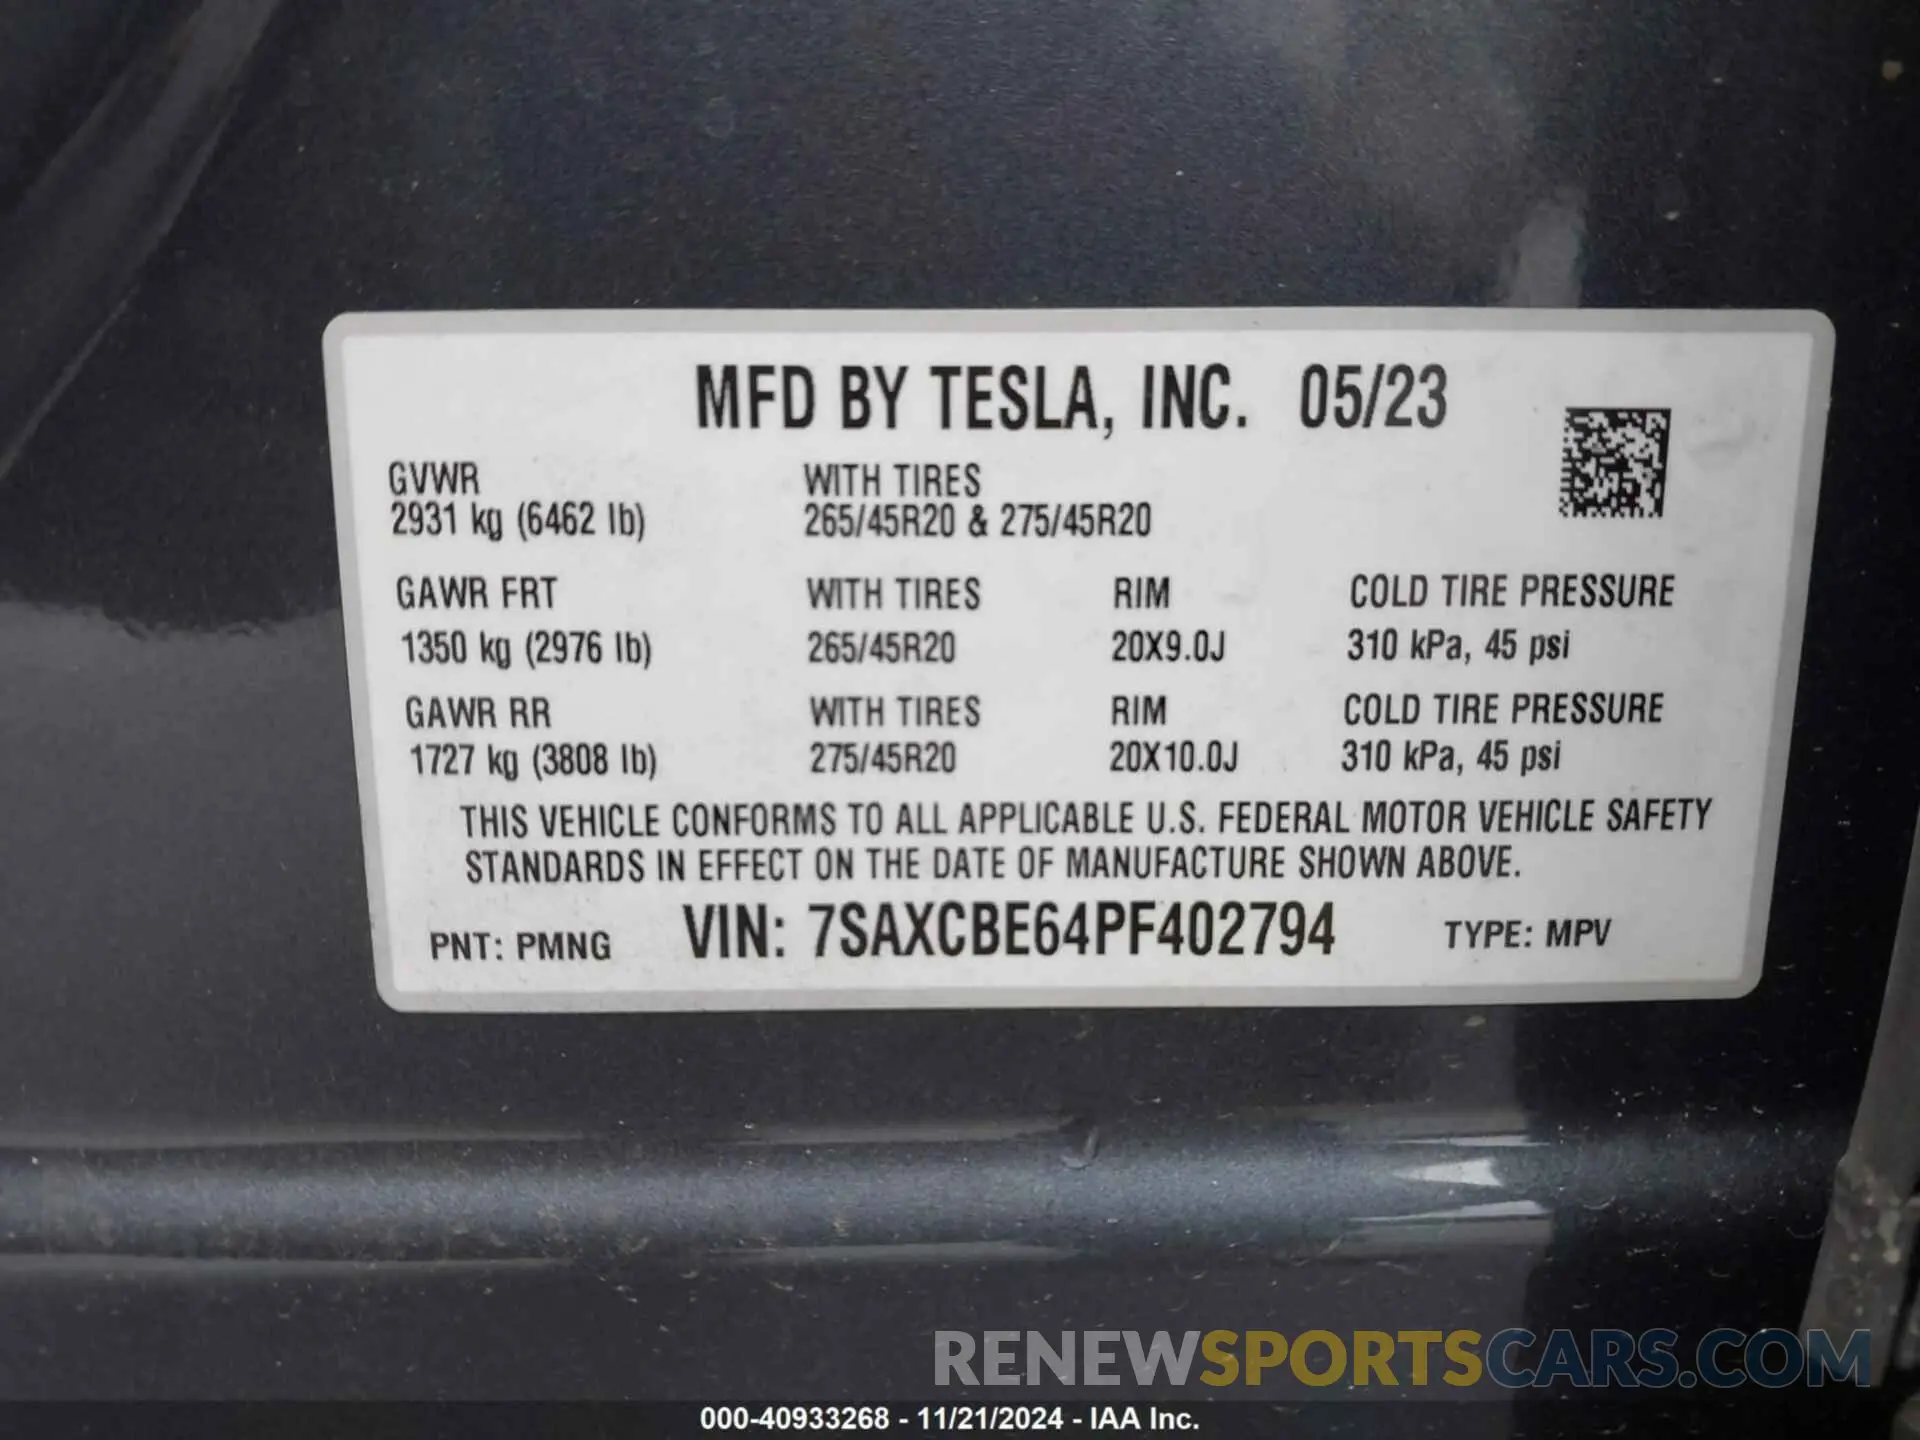 MFD BY TESLA, INC. 05/23
GVWR WITH TIRES
2931 kg (6462 lb) 265/45R20 & 275/45R20
GAWR FRT WITH TIRES RIM COLD TIRE PRESSURE
1350 kg (2976 lb) 265/45R20 20X9.0J 310 kPa, 45 psi
GAWR RR WITH TIRES RIM COLD TIRE PRESSURE
1727 kg (3808 lb) 275/45R20 20X10.0J 310 kPa, 45 psi
THIS VEHICLE CONFORMS TO ALL APPLICABLE U.S. FEDERAL MOTOR VEHICLE SAFETY
STANDARDS IN EFFECT ON THE DATE OF MANUFACTURE SHOWN ABOVE.
PNT: PMNG VIN: 7SAXCBE64PF402794 TYPE: MPV
RENEWSPORTSCARS.COM
000-40933268 - 11/21/2024 - IAA Inc.